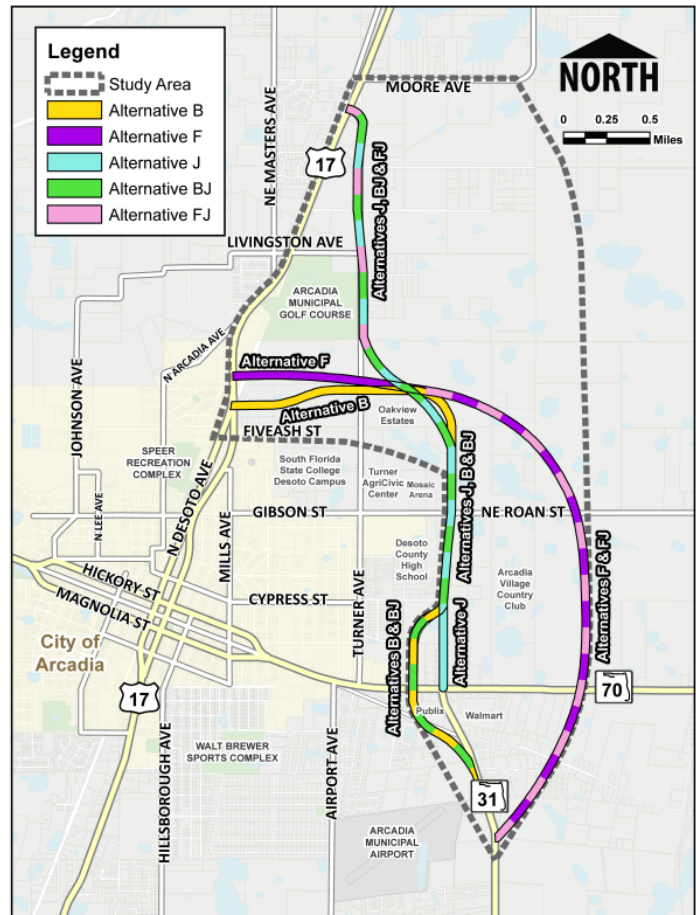 Legend
Study Area
Alternative B
Alternative F
Alternative J
Alternative BJ
Alternative FJ
NORTH
0 0.25 0.5
Miles
MOORE AVE
NE MASTERS AVE
17
Alternatives J, BJ & FJ
LIVINGSTON AVE
ARCADIA
MUNICIPAL
GOLF COURSE
N ARCADIA AVE
JOHNSON AVE
Alternative F
Alternative B
Oakview
Estates
FIVEASH ST
SPEER
RECREATION
COMPLEX
South Florida
State College
Desoto Campus
Turner
AgriCivic
Center
Mosaic
Arena
Alternatives J, B & BJ
N DESOTO AVE
N LEE AVE
MILLS AVE
GIBSON ST
NE ROAN ST
Desoto
County
High
School
Arcadia
Village
Country
Club
Alternatives F & FJ
HICKORY ST
MAGNOLIA ST
CYPRESS ST
TURNER AVE
City of
Arcadia
Alternatives B & BJ
Alternative J
70
17
Publix
Walmart
HILLSBOROUGH AVE
WALT BREWER
SPORTS COMPLEX
AIRPORT AVE
31
ARCADIA
MUNICIPAL
AIRPORT